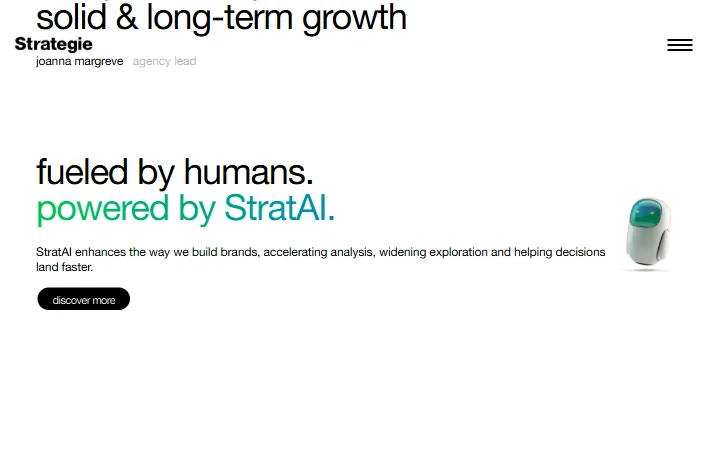 solid & long-term growth
Strategie
joanna margreve agency lead
fueled by humans.
powered by StratAI.
StratAI enhances the way we build brands, accelerating analysis, widening exploration and helping decisions
land faster.
discover more